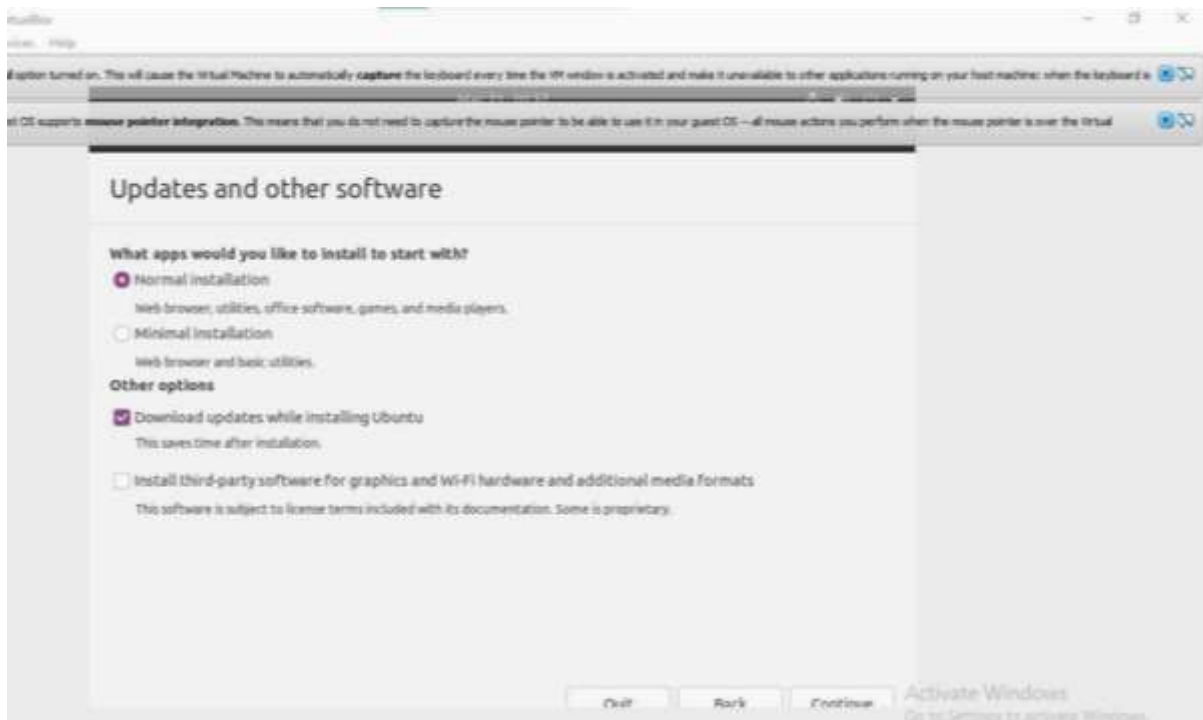 Help
option turned on. This will cause the Virtual Machine to automatically capture the keyboard every time the VM window is activated and make it unavailable to other applications running on your host machine: when the keyboard is
OS supports mouse pointer integration. This means that you do not need to capture the mouse pointer to be able to use it in your guest OS -- all mouse actions you perform when the mouse pointer is over the Virtual
Updates and other software
What apps would you like to install to start with?
Normal installation
Web browser, utilities, office software, games, and media players.
Minimal installation
Web browser and basic utilities.
Other options
Download updates while installing Ubuntu
This saves time after installation.
Install third-party software for graphics and Wi-Fi hardware and additional media formats
This software is subject to license terms included with its documentation. Some is proprietary.
Quit Back Continue
Activate Windows
Go to Settings to activate Windows.